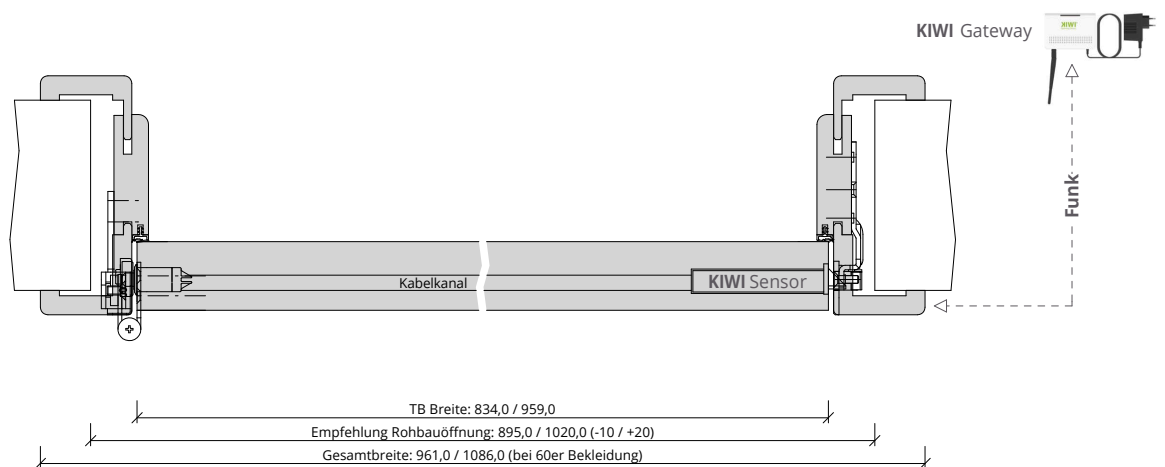 KIWI Gateway
KIWI
Funk
Kabelkanal
KIWI Sensor
TB Breite: 834,0 / 959,0
Empfehlung Rohbauöffnung: 895,0 / 1020,0 (-10 / +20)
Gesamtbreite: 961,0 / 1086,0 (bei 60er Bekleidung)